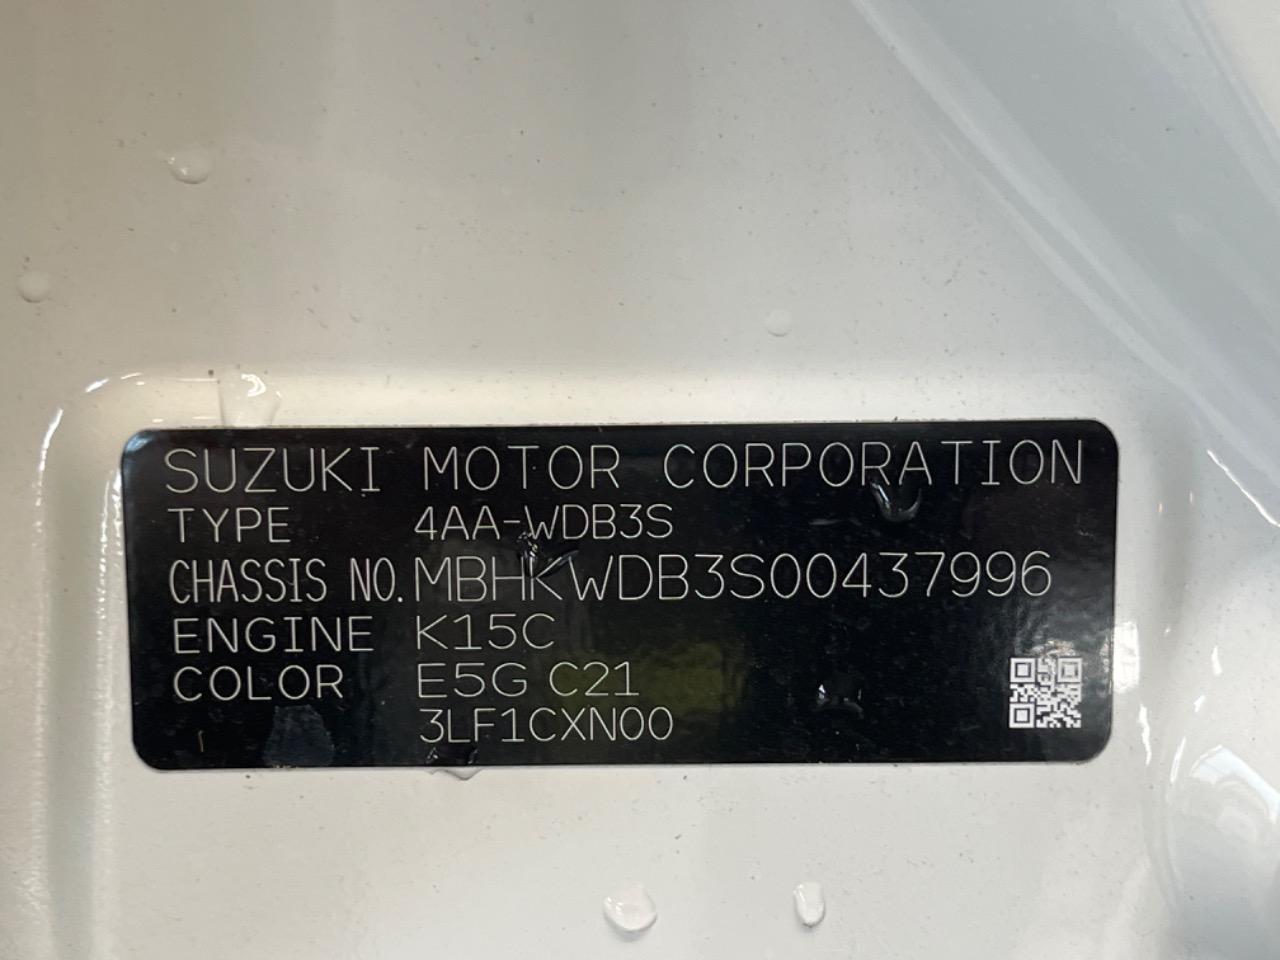 SUZUKI MOTOR CORPORATION
TYPE 4AA-WDB3S
CHASSIS NO. MBHKWDB3S00437996
ENGINE K15C
COLOR E5G C21
3LF1CXN00